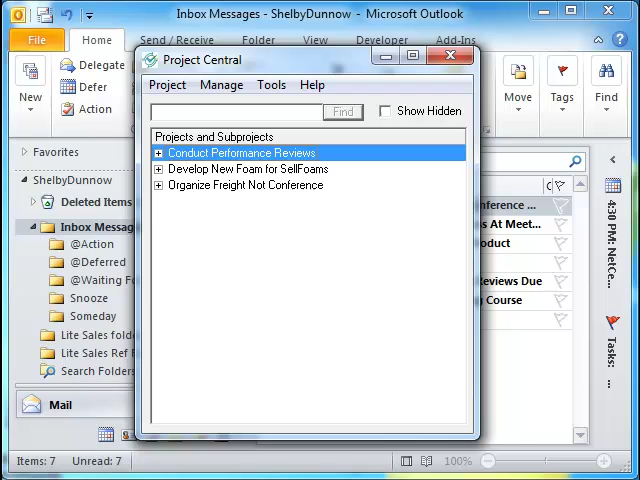 Inbox Messages - ShelbyDunnow - Microsoft Outlook
File Home Send / Receive Folder View Developer Add-Ins
Project Central
Project Manage Tools Help
Find Show Hidden
Projects and Subprojects
Conduct Performance Reviews
Develop New Foam for SellFoams
Organize Freight Not Conference
Delegate
Defer
Action
New
Move
Tags
Find
Favorites
ShelbyDunnow
Deleted Items
Inbox Messag
@Action
@Deferred
@Waiting Fo
Snooze
Someday
Lite Sales folde
Lite Sales Ref F
Search Folders
Mail
nference ...
ss At Meet...
oduct
Reviews Due
g Course
4:30 PM: NetCe...
Tasks: ...
Items: 7 Unread: 7
100%